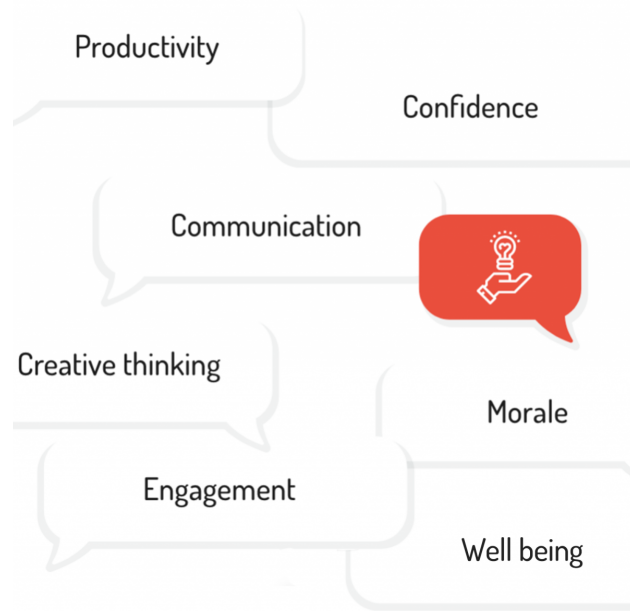 Productivity
Confidence
Communication
Creative thinking
Morale
Engagement
Well being